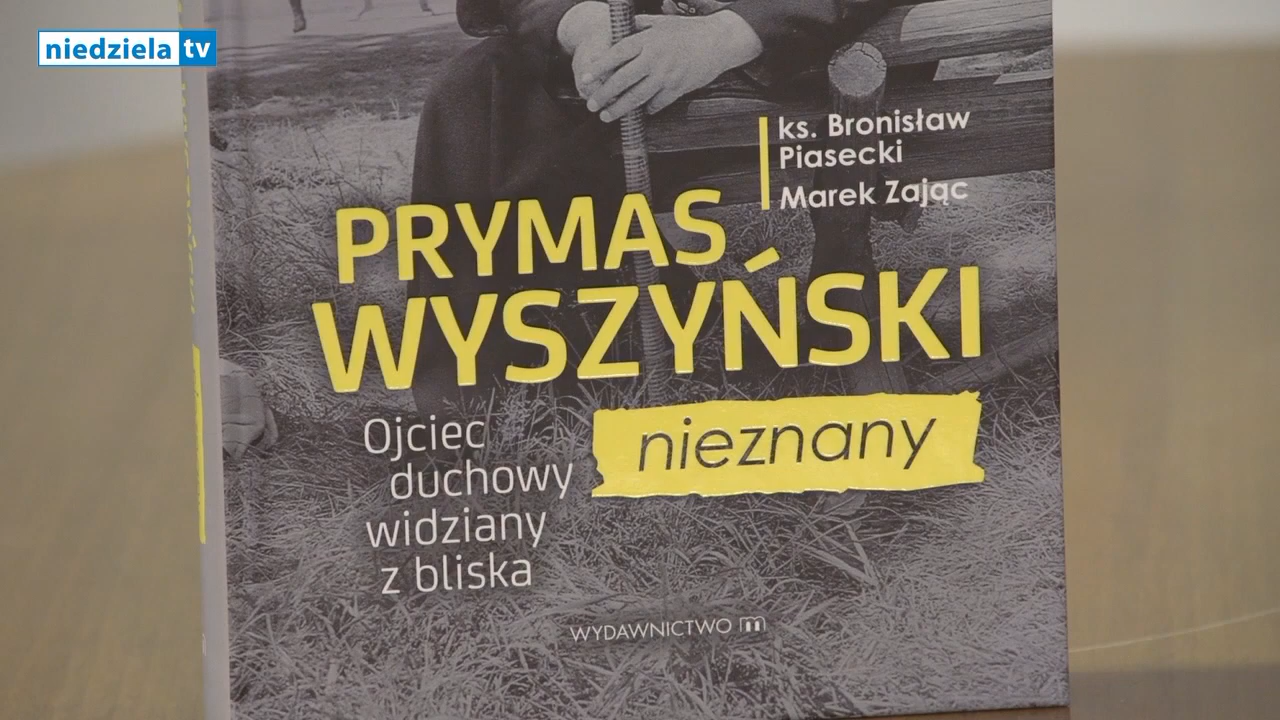 niedziela tv
ks. Bronisław
Piasecki
Marek Zając
PRYMAS
WYSZYŃSKI
nieznany
Ojciec
duchowy
widziany
z bliska
WYDAWNICTWO m